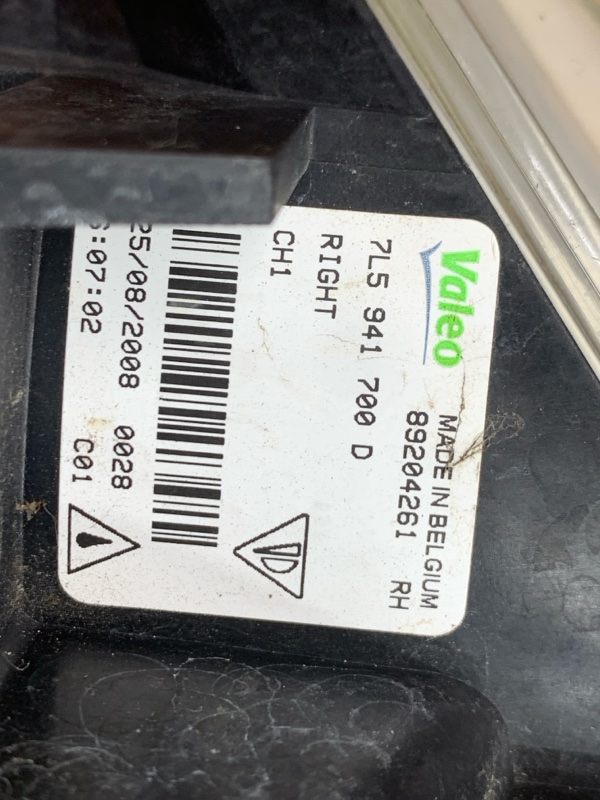 Valeo
MADE IN BELGIUM
89204261 RH
7L5 941 700 D
RIGHT
CH1
25/08/2008 0028
:07:02 C01